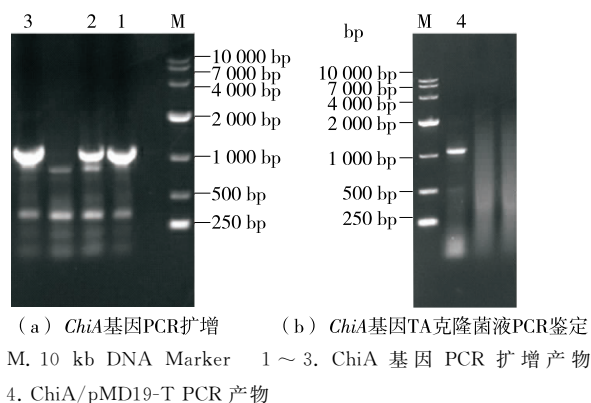 3 2 1 M
10 000 bp
7 000 bp
4 000 bp
2 000 bp
1 000 bp
500 bp
250 bp
bp M 4
10 000 bp
7 000 bp
4 000 bp
2 000 bp
1 000 bp
500 bp
250 bp
(a) ChiA基因PCR扩增
(b) ChiA基因TA克隆菌液PCR鉴定
M. 10 kb DNA Marker 1～3. ChiA 基因 PCR 扩增产物
4. ChiA/pMD19-T PCR 产物